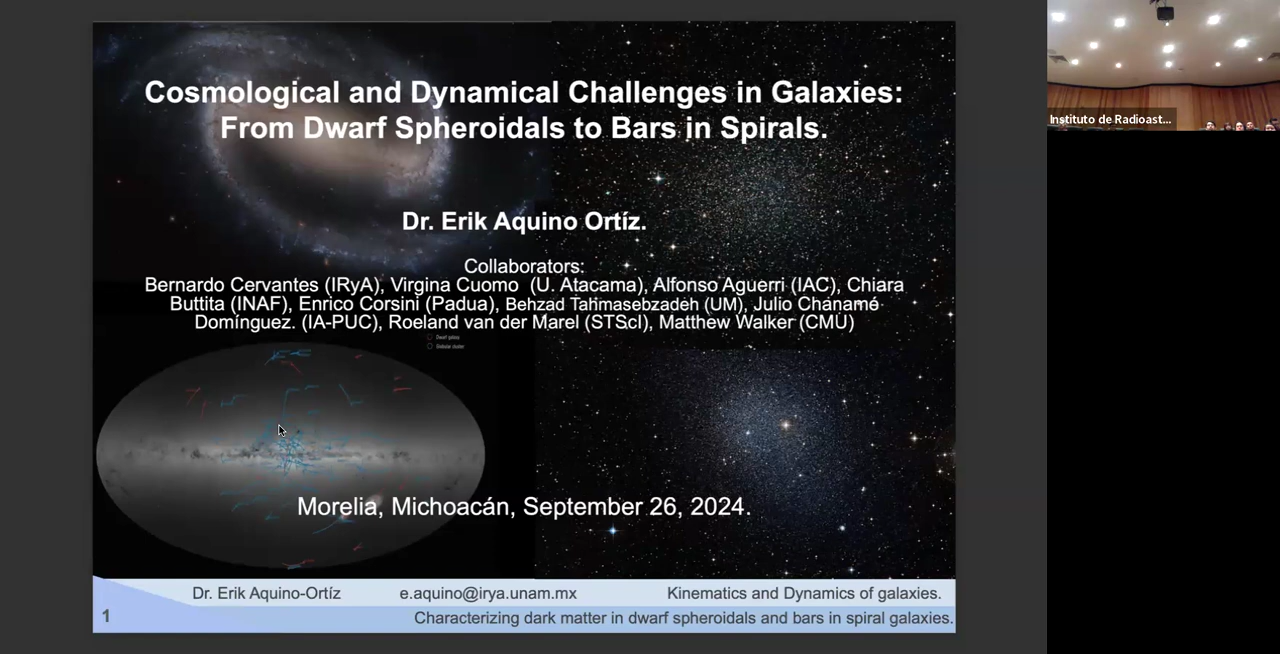 Cosmological and Dynamical Challenges in Galaxies:
From Dwarf Spheroidals to Bars in Spirals.
Dr. Erik Aquino Ortíz.
Collaborators:
Bernardo Cervantes (IRyA), Virgina Cuomo (U. Atacama), Alfonso Aguerri (IAC), Chiara
Buttita (INAF), Enrico Corsini (Padua), Behzad Tahmasebzadeh (UM), Julio Chanamé
Domínguez. (IA-PUC), Roeland van der Marel (STScI), Matthew Walker (CMU)
Dwarf galaxy
Globular cluster
Morelia, Michoacán, September 26, 2024.
Dr. Erik Aquino-Ortíz e.aquino@irya.unam.mx Kinematics and Dynamics of galaxies.
1 Characterizing dark matter in dwarf spheroidals and bars in spiral galaxies.
Instituto de Radioast...